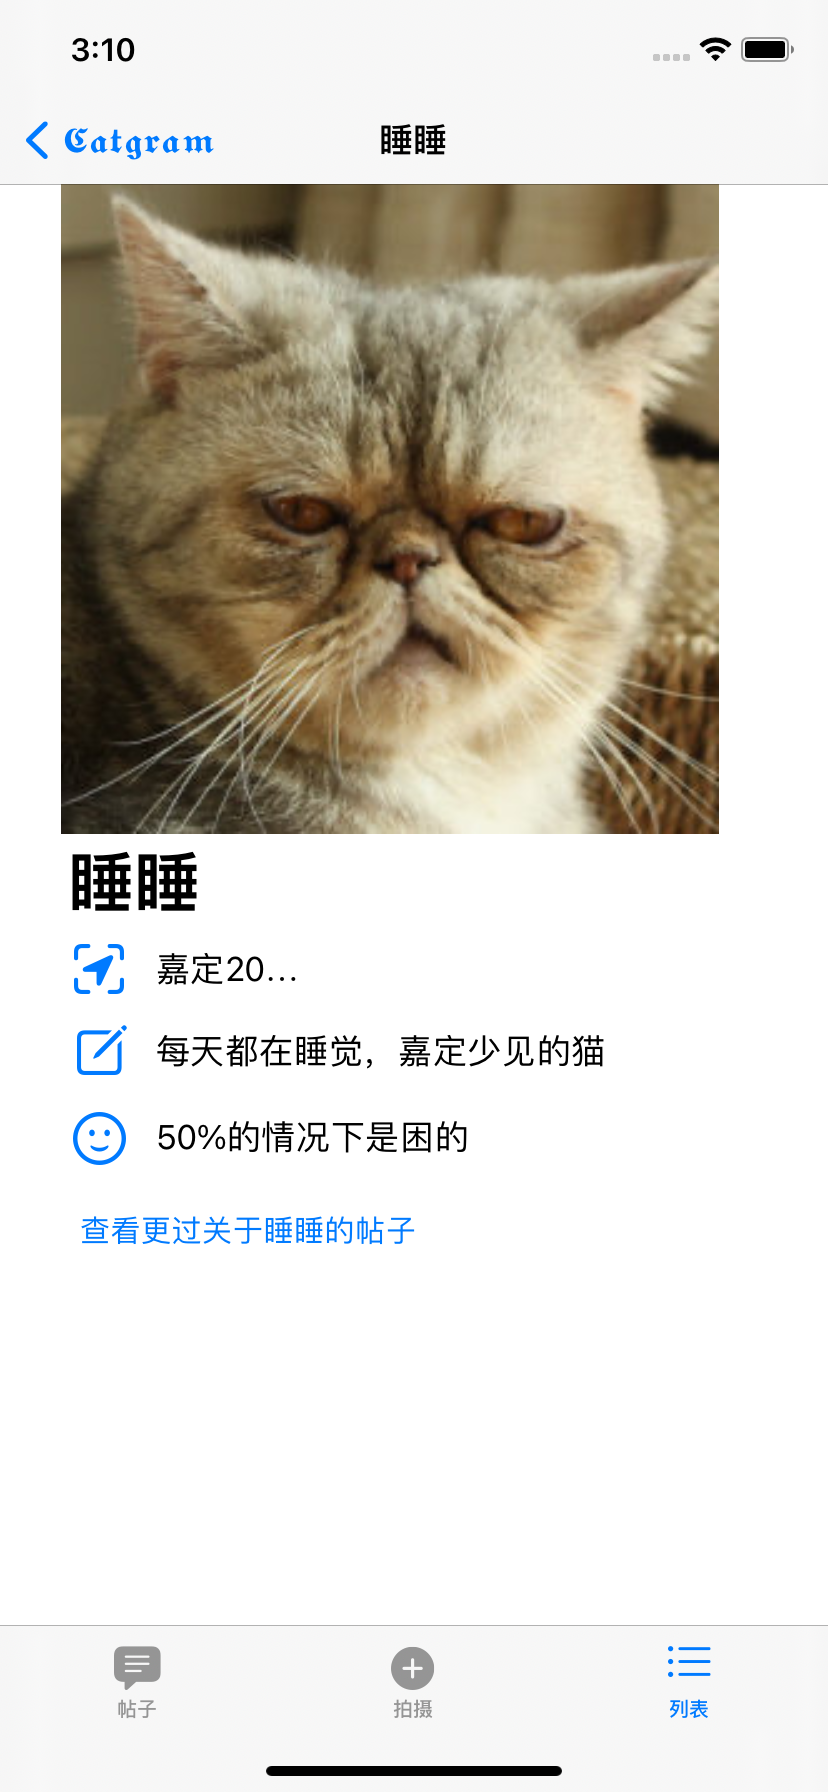 3:10
Catgram
睡睡
睡睡
嘉定20...
每天都在睡觉，嘉定少见的猫
50%的情况下是困的
查看更过关于睡睡的帖子
帖子
拍摄
列表